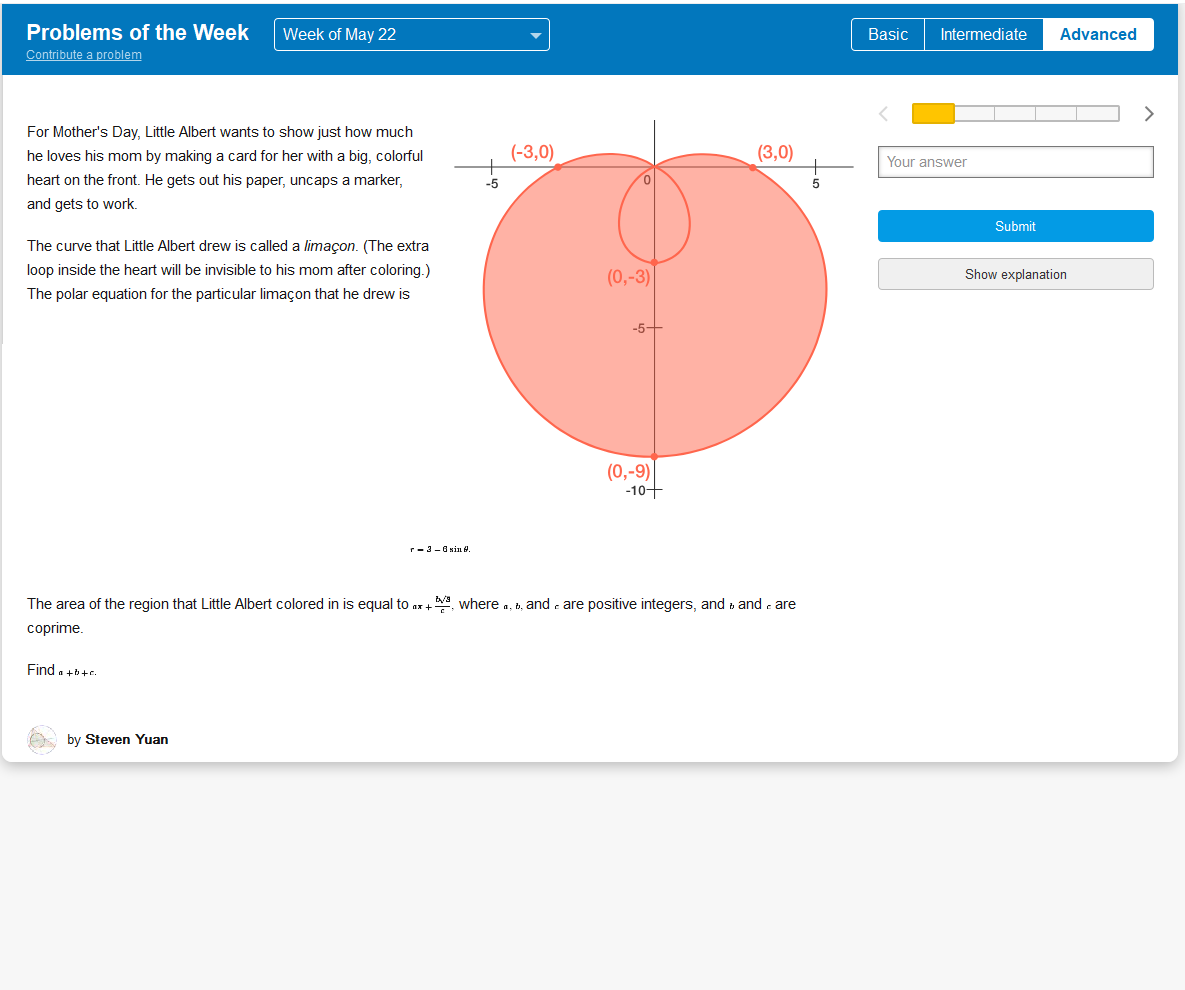 Problems of the Week
Week of May 22
Basic
Intermediate
Advanced
Contribute a problem
For Mother's Day, Little Albert wants to show just how much
he loves his mom by making a card for her with a big, colorful
heart on the front. He gets out his paper, uncaps a marker,
and gets to work.
The curve that Little Albert drew is called a limaçon. (The extra
loop inside the heart will be invisible to his mom after coloring.)
The polar equation for the particular limaçon that he drew is
(-3,0)
(3,0)
-5
0
5
(0,-3)
-5
(0,-9)
-10
r = 3 − 6 sin θ.
The area of the region that Little Albert colored in is equal to aπ + b√3/c, where a, b, and c are positive integers, and b and c are
coprime.
Find a + b + c.
by Steven Yuan
Your answer
Submit
Show explanation